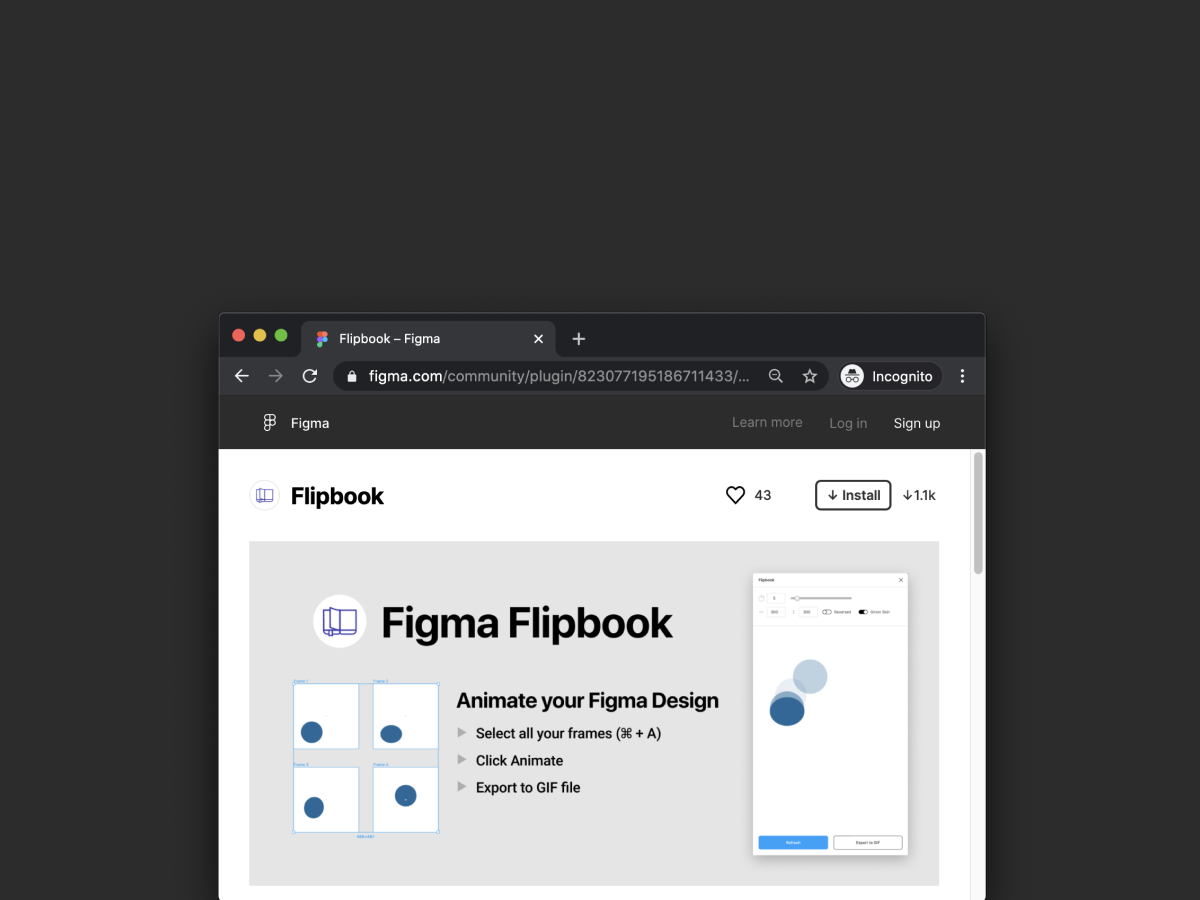 Flipbook – Figma
figma.com/community/plugin/823077195186711433/...
Incognito
Figma
Learn more
Log in
Sign up
Flipbook
43
Install
1.1k
Figma Flipbook
Frame 1
Frame 2
Frame 3
Frame 4
Animate your Figma Design
Select all your frames (⌘ + A)
Click Animate
Export to GIF file
Flipbook
5
Reversed
Onion Skin
Refresh
Export to GIF